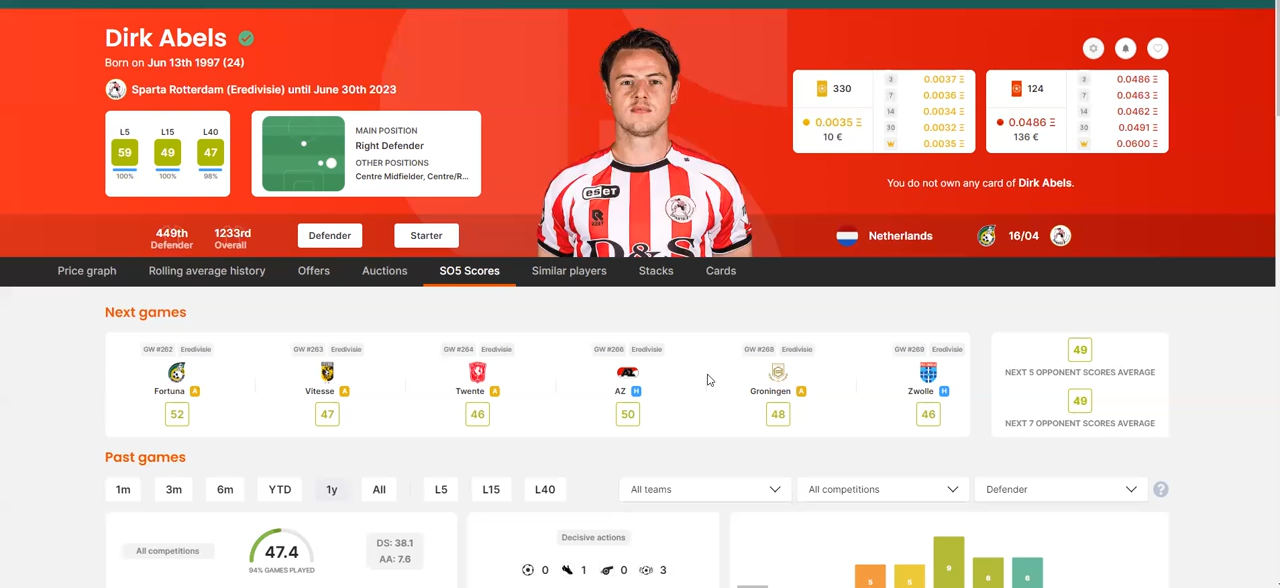 Dirk Abels
Born on Jun 13th 1997 (24)
Sparta Rotterdam (Eredivisie) until June 30th 2023
L5 L15 L40
59 49 47
100% 100% 98%
MAIN POSITION
Right Defender
OTHER POSITIONS
Centre Midfielder, Centre/R...
449th
Defender
1233rd
Overall
Defender
Starter
eseT
D&S
330
0.0035 Ξ
10 €
3 0.0037 Ξ
7 0.0036 Ξ
14 0.0034 Ξ
30 0.0032 Ξ
0.0035 Ξ
124
0.0486 Ξ
136 €
3 0.0486 Ξ
7 0.0463 Ξ
14 0.0462 Ξ
30 0.0491 Ξ
0.0600 Ξ
You do not own any card of Dirk Abels.
Netherlands
16/04
Price graph Rolling average history Offers Auctions SO5 Scores Similar players Stacks Cards
Next games
GW #262 Eredivisie
Fortuna A
52
GW #263 Eredivisie
Vitesse A
47
GW #264 Eredivisie
Twente A
46
GW #266 Eredivisie
AZ
AZ H
50
GW #268 Eredivisie
Groningen A
48
GW #269 Eredivisie
Zwolle H
46
49
NEXT 5 OPPONENT SCORES AVERAGE
49
NEXT 7 OPPONENT SCORES AVERAGE
Past games
1m 3m 6m YTD 1y All L5 L15 L40
All teams All competitions Defender ?
All competitions
47.4
94% GAMES PLAYED
DS: 38.1
AA: 7.6
Decisive actions
0 1 0 3
5 5 9 6 6